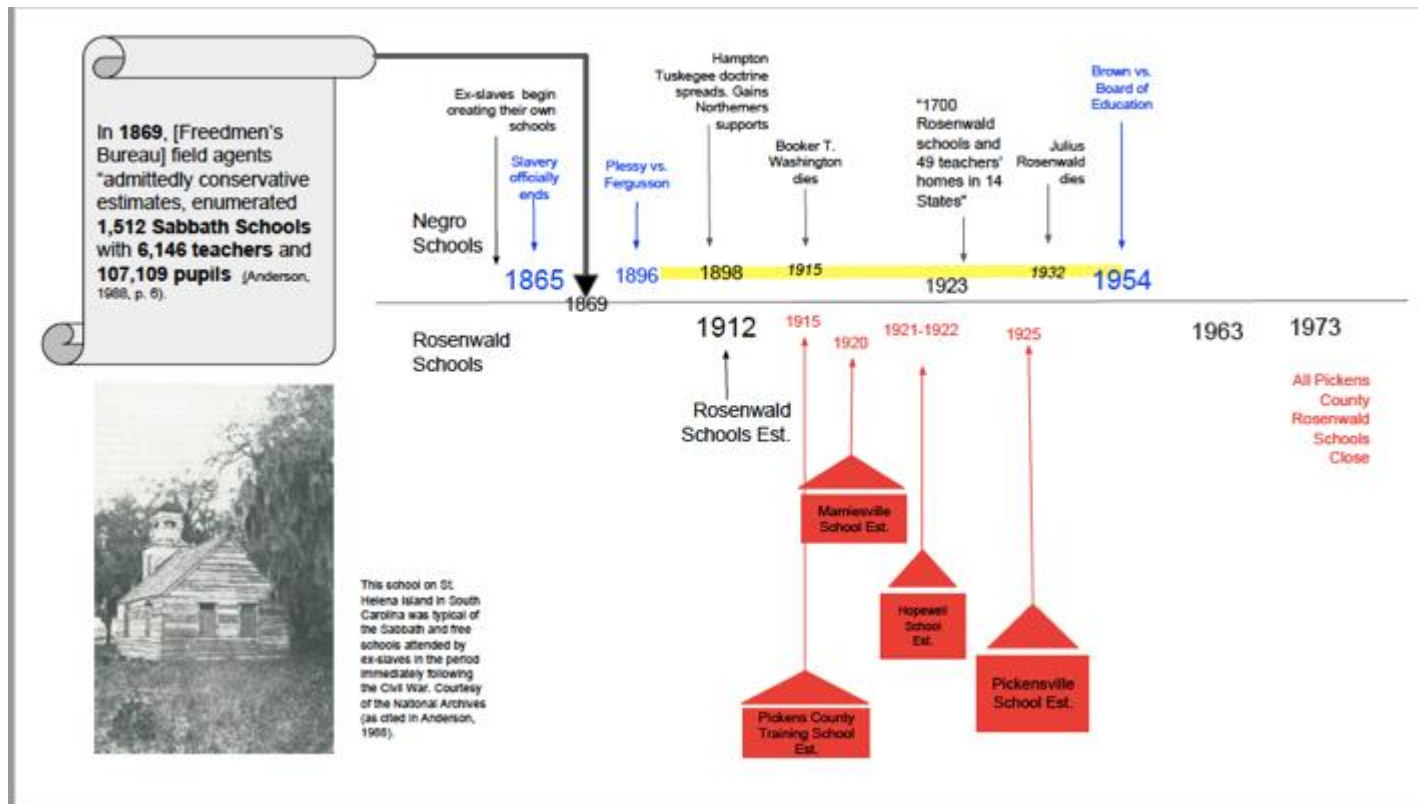 In 1869, [Freedmen's
Bureau] field agents
"admittedly conservative
estimates, enumerated
1,512 Sabbath Schools
with 6,146 teachers and
107,109 pupils (Anderson,
1988, p. 6).
Ex-slaves begin
creating their own
schools
Slavery
officially
ends
Plessy vs.
Fergusson
Hampton
Tuskegee doctrine
spreads. Gains
Northerners
supports
Booker T.
Washington
dies
"1700
Rosenwald
schools and
49 teachers'
homes in 14
States"
Julius
Rosenwald
dies
Brown vs.
Board of
Education
Negro
Schools
1865
1869
1896
1898
1915
1923
1932
1954
Rosenwald
Schools
1912
1915
1920
1921-1922
1925
1963
1973
Rosenwald
Schools Est.
All Pickens
County
Rosenwald
Schools
Close
Mamiesville
School Est.
Hopewell
School
Est.
Pickensville
School Est.
Pickens County
Training School
Est.
This school on St.
Helena Island in South
Carolina was typical of
the Sabbath and free
schools attended by
ex-slaves in the period
immediately following
the Civil War. Courtesy
of the National Archives
(as cited in Anderson,
1988).